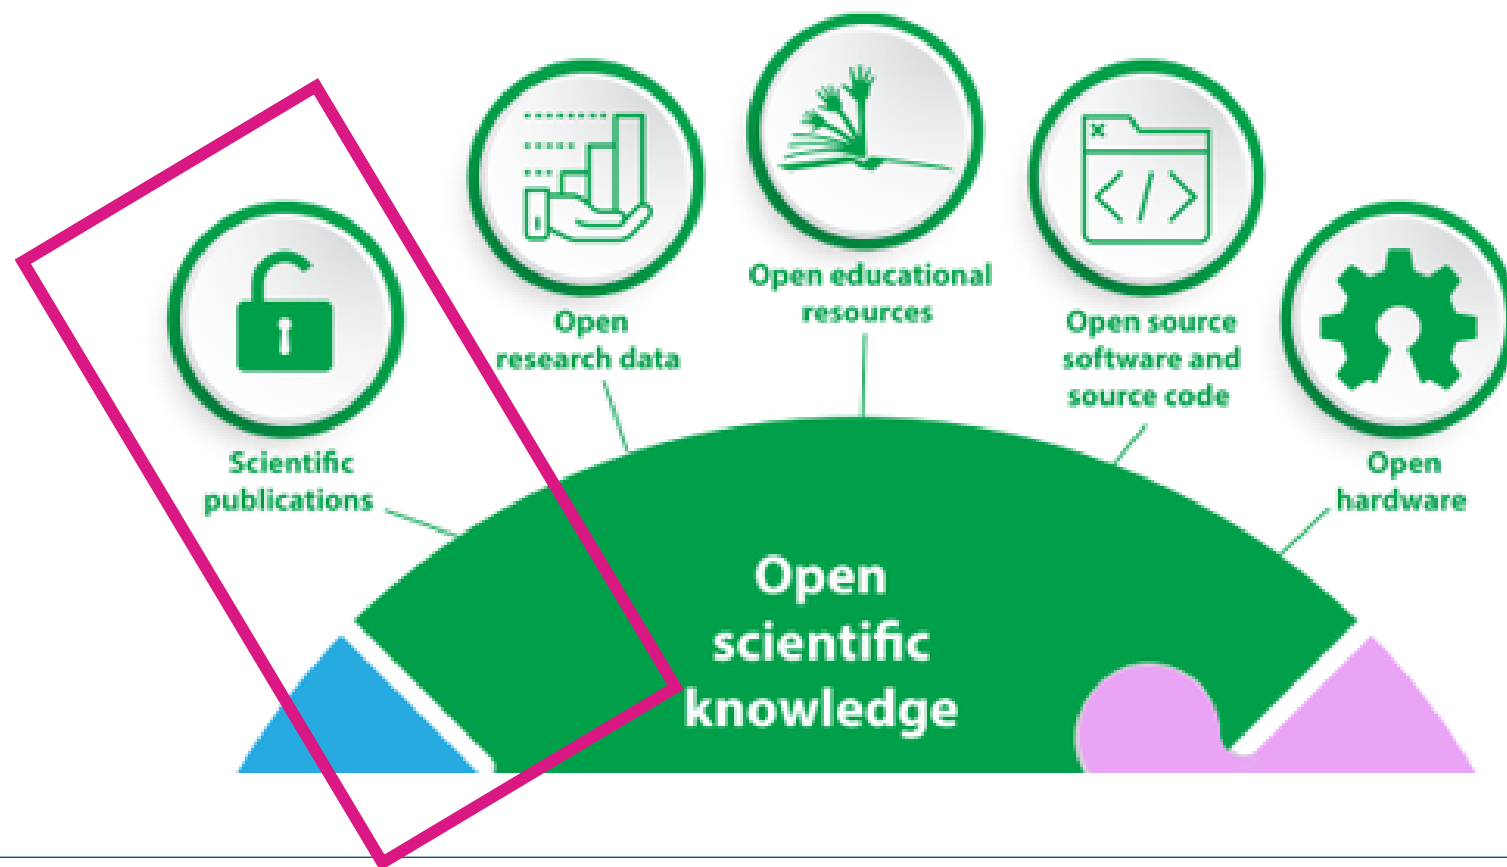 Scientific
publications
Open
research data
Open educational
resources
Open source
software and
source code
Open
hardware
Open
scientific
knowledge